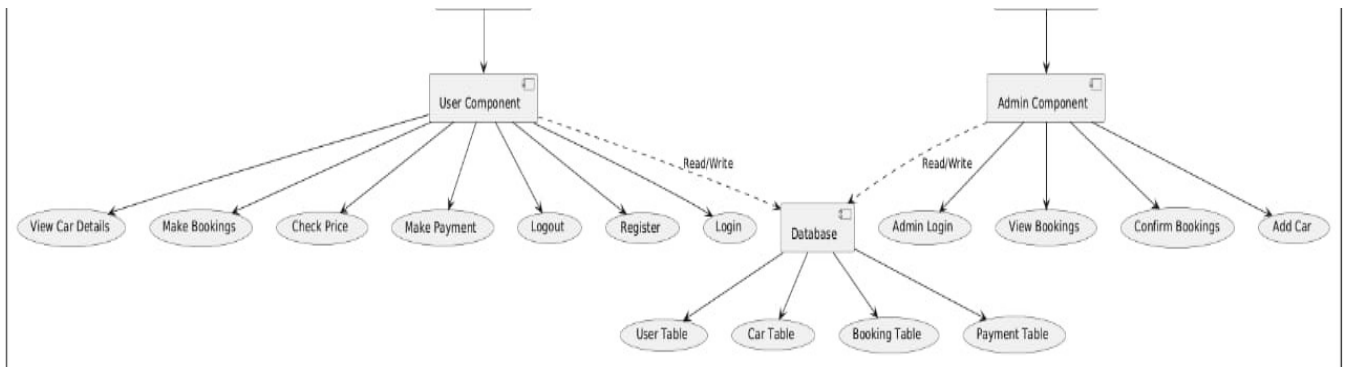 User Component
Admin Component
Read/Write
Read/Write
View Car Details
Make Bookings
Check Price
Make Payment
Logout
Register
Login
Database
Admin Login
View Bookings
Confirm Bookings
Add Car
User Table
Car Table
Booking Table
Payment Table